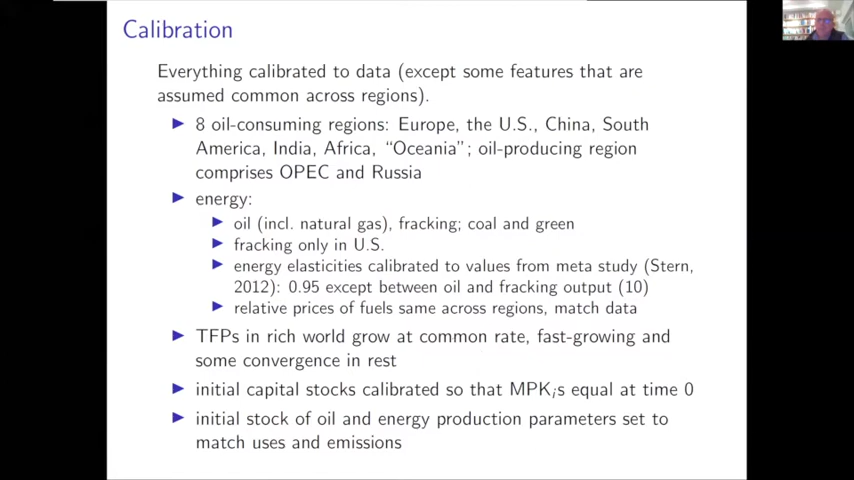 Calibration
Everything calibrated to data (except some features that are
assumed common across regions).
▶ 8 oil-consuming regions: Europe, the U.S., China, South
America, India, Africa, “Oceania”; oil-producing region
comprises OPEC and Russia
▶ energy:
▶ oil (incl. natural gas), fracking; coal and green
▶ fracking only in U.S.
▶ energy elasticities calibrated to values from meta study (Stern,
2012): 0.95 except between oil and fracking output (10)
▶ relative prices of fuels same across regions, match data
▶ TFPs in rich world grow at common rate, fast-growing and
some convergence in rest
▶ initial capital stocks calibrated so that MPKᵢs equal at time 0
▶ initial stock of oil and energy production parameters set to
match uses and emissions